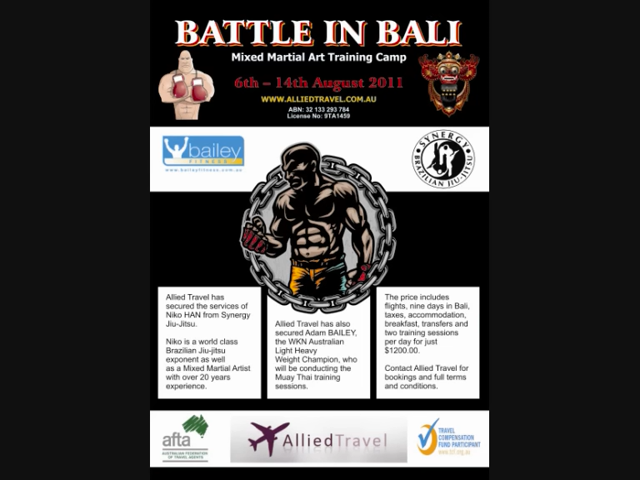 BATTLE IN BALI
Mixed Martial Art Training Camp
6th – 14th August 2011
WWW.ALLIEDTRAVEL.COM.AU
ABN: 32 133 293 784
License No: 9TA1459
bailey
FITNESS
www.baileyfitness.com.au
SYNERGY
BRAZILIAN JIU-JITSU
Allied Travel has
secured the services of
Niko HAN from Synergy
Jiu-Jitsu.
Niko is a world class
Brazilian Jiu-jitsu
exponent as well
as a Mixed Martial Artist
with over 20 years
experience.
Allied Travel has also
secured Adam BAILEY,
the WKN Australian
Light Heavy
Weight Champion, who
will be conducting the
Muay Thai training
sessions.
The price includes
flights, nine days in Bali,
taxes, accommodation,
breakfast, transfers and
two training sessions
per day for just
$1200.00.
Contact Allied Travel for
bookings and full terms
and conditions.
afta
AUSTRALIAN FEDERATION
OF TRAVEL AGENTS
AlliedTravel
TRAVEL
COMPENSATION
FUND PARTICIPANT
www.tcf.org.au